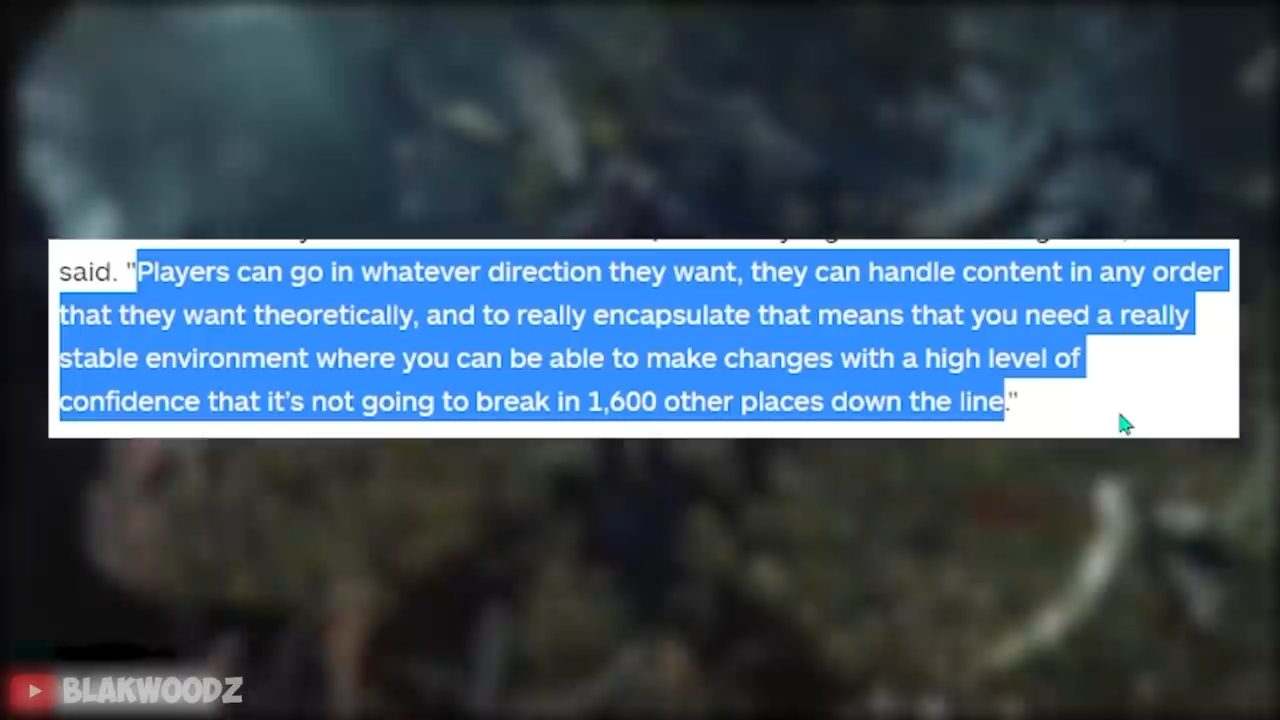 said. "Players can go in whatever direction they want, they can handle content in any order
that they want theoretically, and to really encapsulate that means that you need a really
stable environment where you can be able to make changes with a high level of
confidence that it's not going to break in 1,600 other places down the line."
BLAKWOODZ